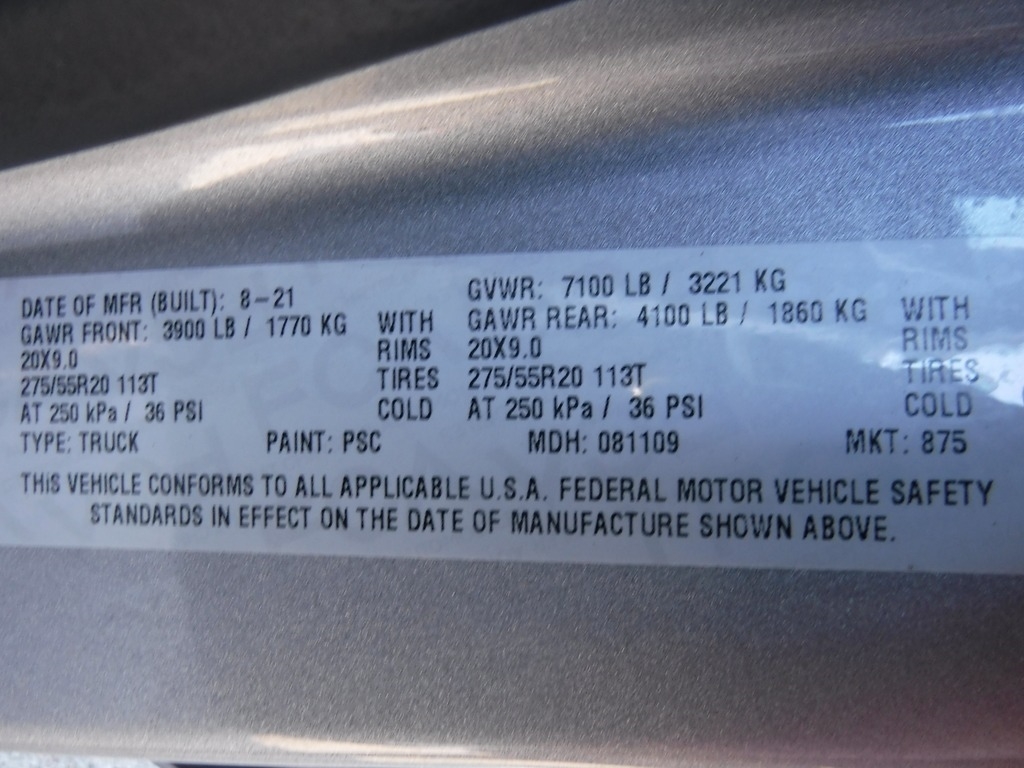 DATE OF MFR (BUILT): 8-21 GVWR: 7100 LB / 3221 KG
GAWR FRONT: 3900 LB / 1770 KG WITH GAWR REAR: 4100 LB / 1860 KG WITH
20X9.0 RIMS 20X9.0 RIMS
275/55R20 113T TIRES 275/55R20 113T TIRES
AT 250 kPa / 36 PSI COLD AT 250 kPa / 36 PSI COLD
TYPE: TRUCK PAINT: PSC MDH: 081109 MKT: 875
THIS VEHICLE CONFORMS TO ALL APPLICABLE U.S.A. FEDERAL MOTOR VEHICLE SAFETY
STANDARDS IN EFFECT ON THE DATE OF MANUFACTURE SHOWN ABOVE.